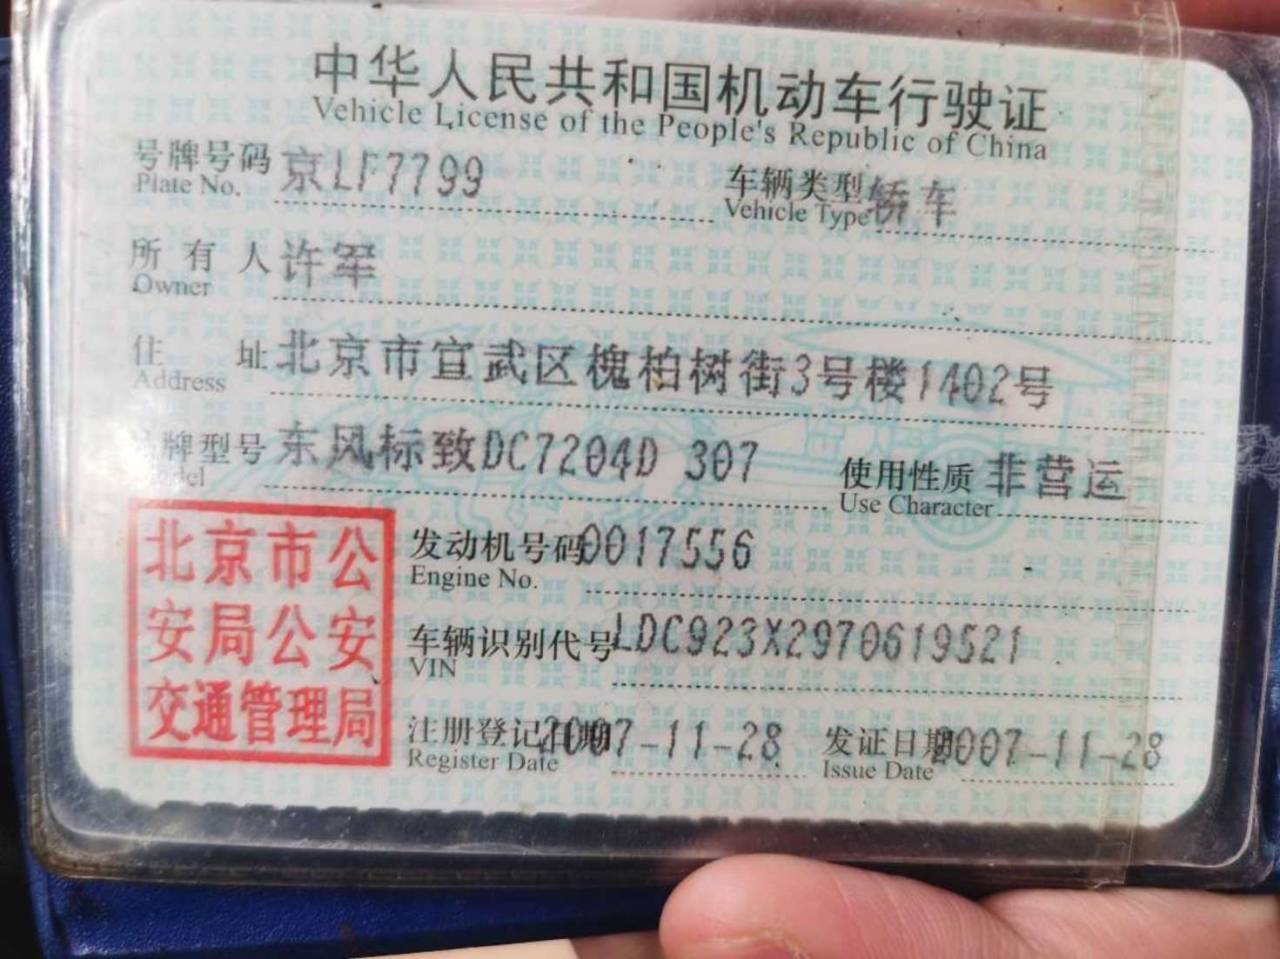 中华人民共和国机动车行驶证
Vehicle License of the People's Republic of China
号牌号码 京LF7799 车辆类型 轿车
Plate No. Vehicle Type
所有人 许军
Owner
住址 北京市宣武区槐柏树街3号楼1402号
Address
牌型号 东风标致DC7204D 307 使用性质 非营运
Use Character
北京市公
安局公安
交通管理局
发动机号码 0017556
Engine No.
车辆识别代号 LDC923X2970619521
VIN
注册登记日期 2007-11-28 发证日期 2007-11-28
Register Date Issue Date